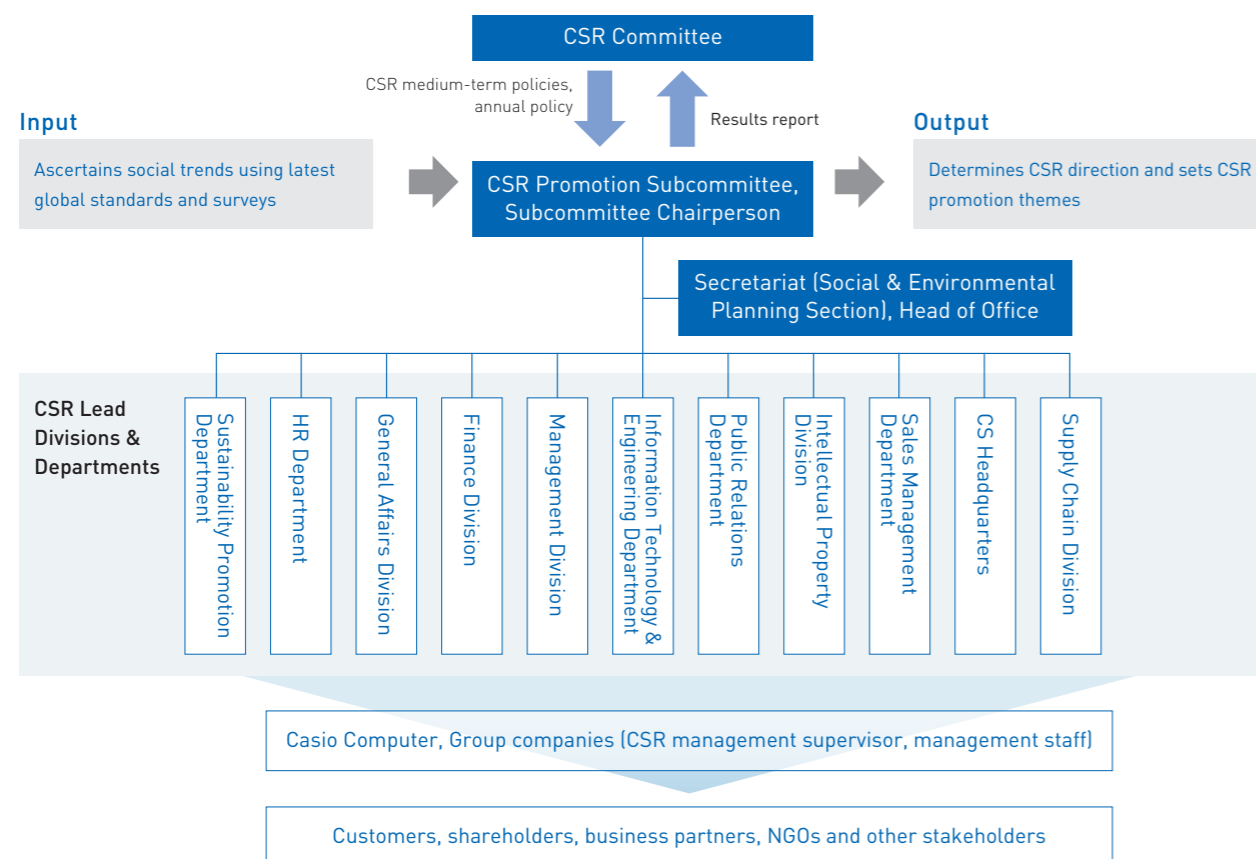 CSR Committee
CSR medium-term policies,
annual policy
Results report
Input
Ascertains social trends using latest
global standards and surveys
CSR Promotion Subcommittee,
Subcommittee Chairperson
Output
Determines CSR direction and sets CSR
promotion themes
Secretariat (Social & Environmental
Planning Section), Head of Office
CSR Lead
Divisions &
Departments
Sustainability Promotion
Department
HR Department
General Affairs Division
Finance Division
Management Division
Information Technology &
Engineering Department
Public Relations
Department
Intellectual Property
Division
Sales Management
Department
CS Headquarters
Supply Chain Division
Casio Computer, Group companies (CSR management supervisor, management staff)
Customers, shareholders, business partners, NGOs and other stakeholders